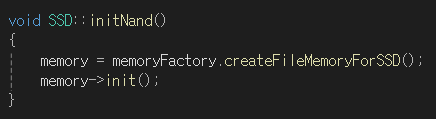 void SSD::initNand()
{
memory = memoryFactory.createFileMemoryForSSD();
memory->init();
}